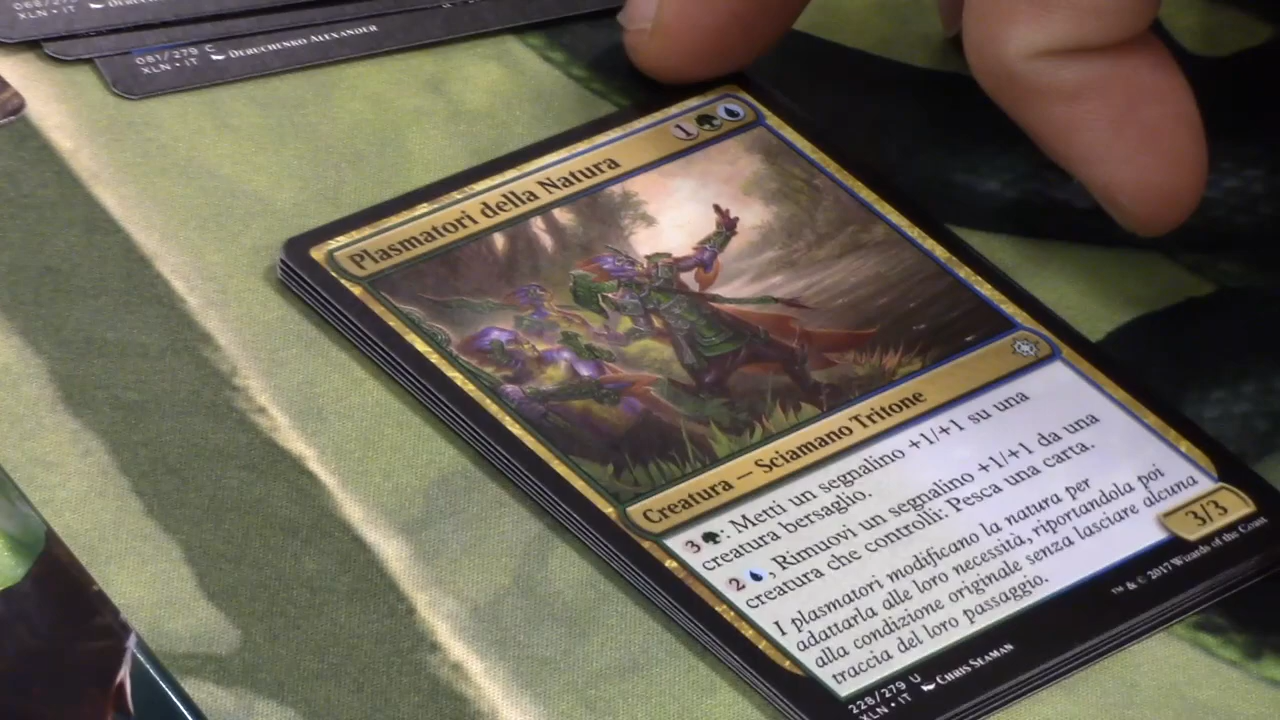 081/279 C
XLN • IT DERUCHENKO ALEXANDER
Plasmatori della Natura
1
Creatura — Sciamano Tritone
3 : Metti un segnalino +1/+1 su una
creatura bersaglio.
2 , Rimuovi un segnalino +1/+1 da una
creatura che controlli: Pesca una carta.
I plasmatori modificano la natura per
adattarla alle loro necessità, riportandola poi
alla condizione originale senza lasciare alcuna
traccia del loro passaggio.
3/3
228/279 U
XLN • IT CHRIS SEAMAN
™ & © 2017 Wizards of the Coast